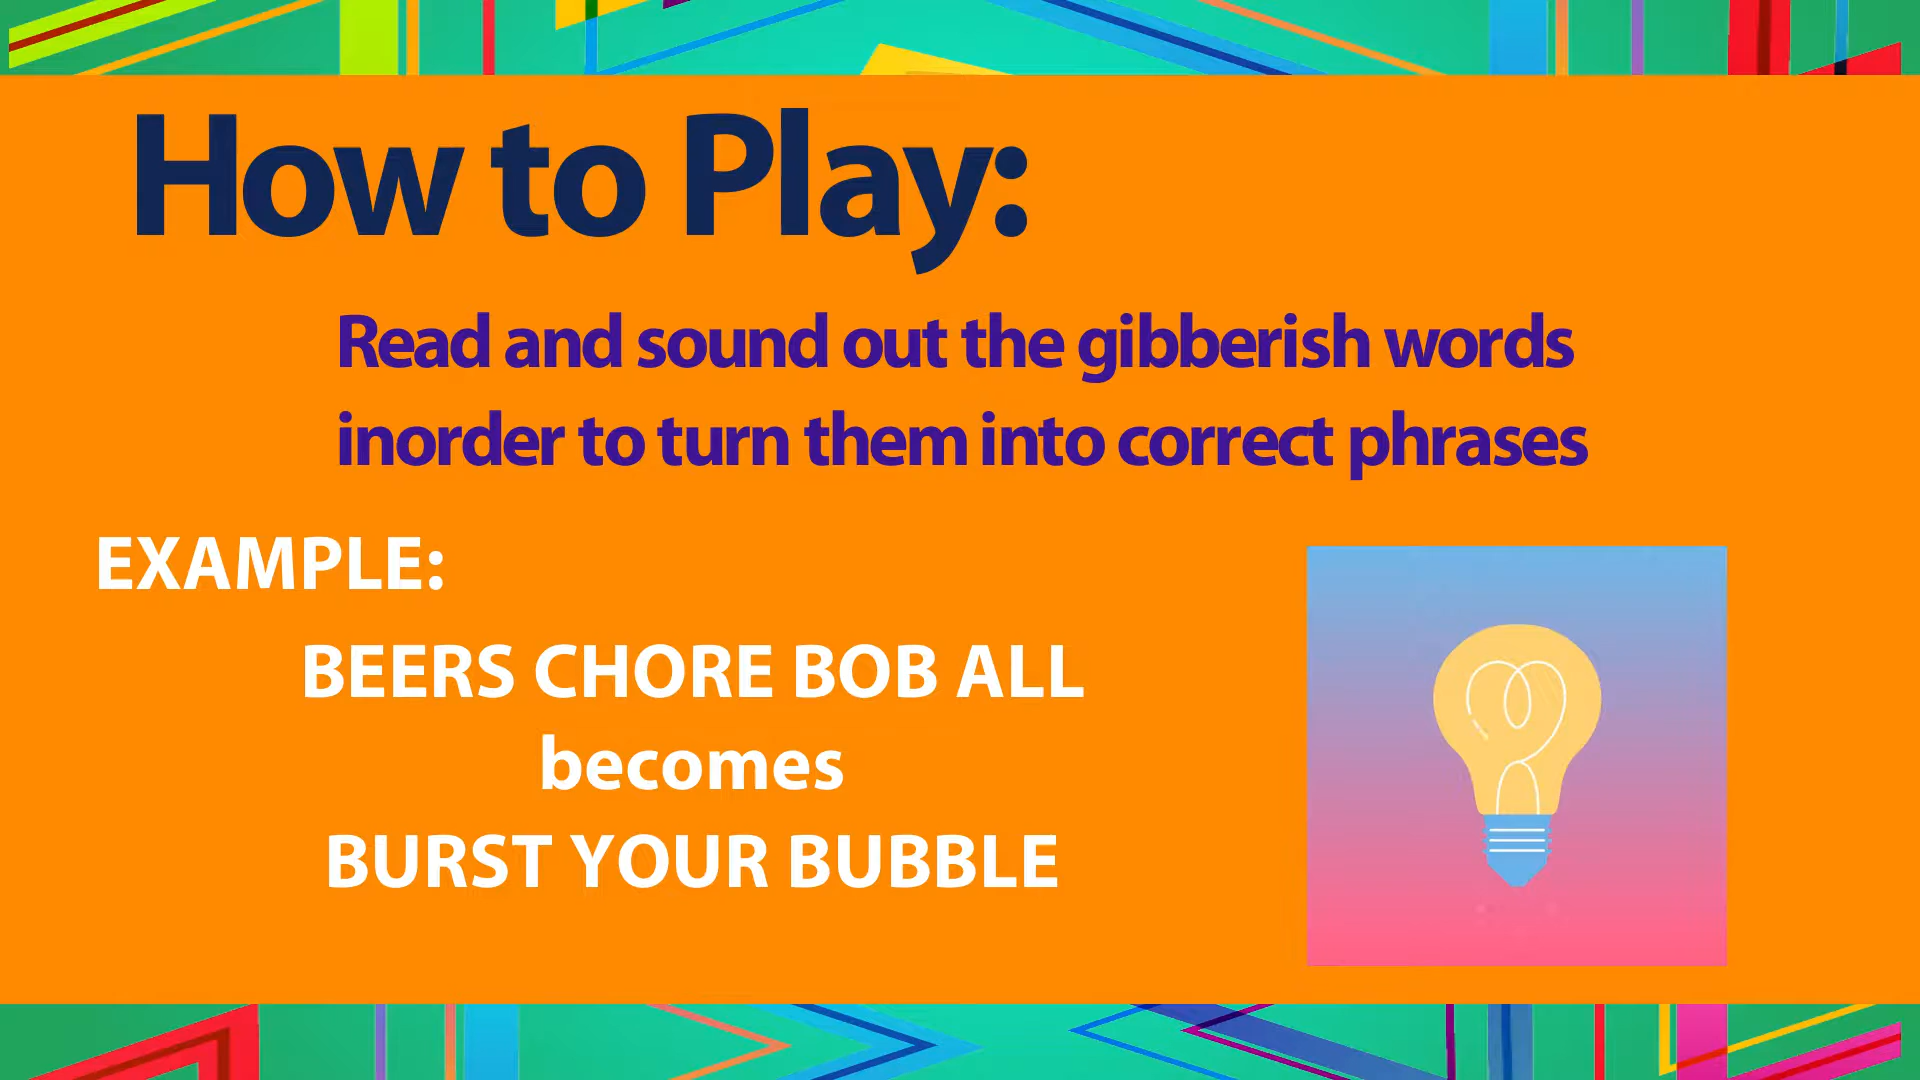 How to Play:
Read and sound out the gibberish words
inorder to turn them into correct phrases
EXAMPLE:
BEERS CHORE BOB ALL
becomes
BURST YOUR BUBBLE